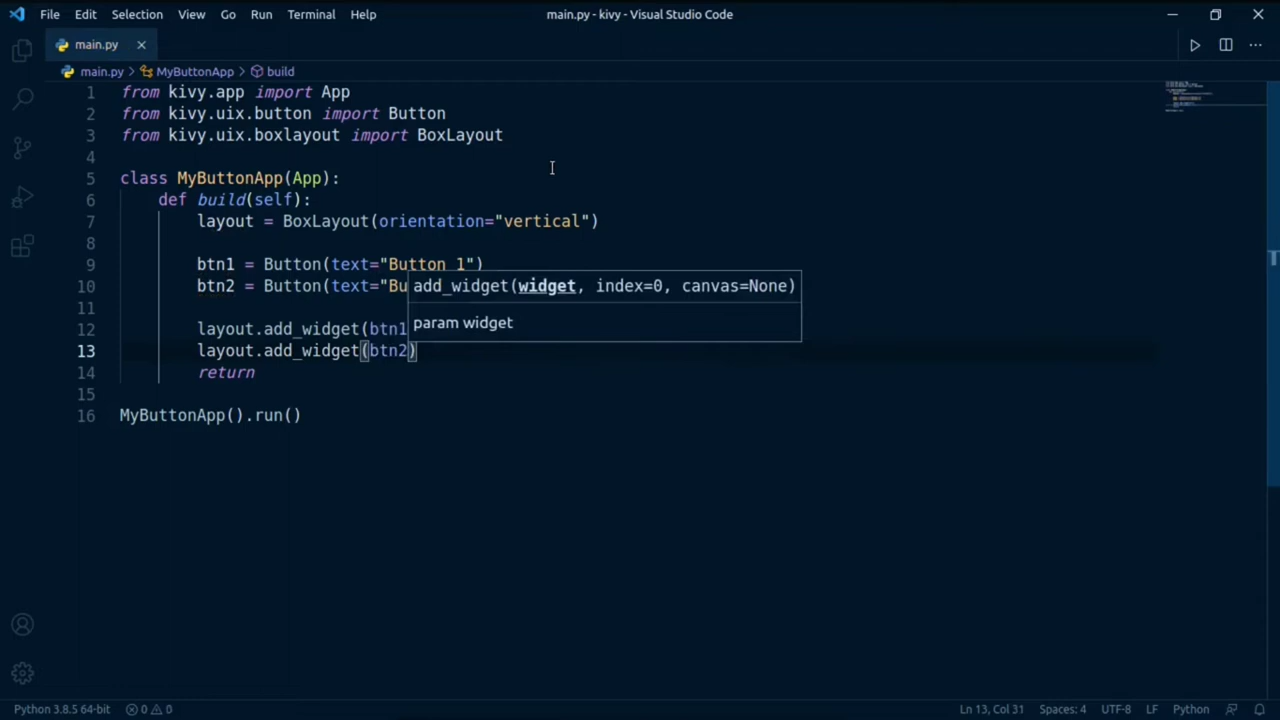 File Edit Selection View Go Run Terminal Help main.py - kivy - Visual Studio Code
main.py
main.py > MyButtonApp > build
1 from kivy.app import App
2 from kivy.uix.button import Button
3 from kivy.uix.boxlayout import BoxLayout
4
5 class MyButtonApp(App):
6 def build(self):
7 layout = BoxLayout(orientation="vertical")
8
9 btn1 = Button(text="Button 1")
10 btn2 = Button(text="Bu
add_widget(widget, index=0, canvas=None)
param widget
11
12 layout.add_widget(btn1
13 layout.add_widget(btn2)
14 return
15
16 MyButtonApp().run()
Python 3.8.5 64-bit 0 0 Ln 13, Col 31 Spaces: 4 UTF-8 LF Python